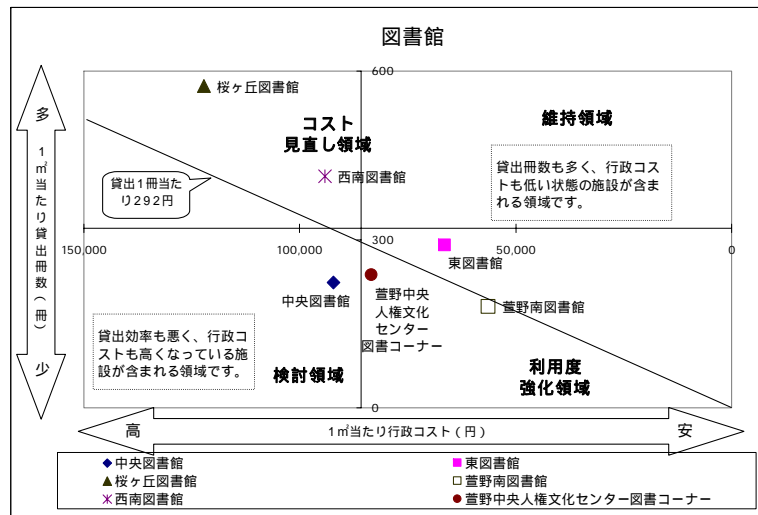 図書館
多
1㎡当たり貸出冊数(冊)
少
600
桜ヶ丘図書館
コスト
見直し領域
維持領域
貸出冊数も多く、行政コス
トも低い状態の施設が含ま
れる領域です。
貸出1冊当た
り292円
西南図書館
150,000
100,000
300
50,000
0
東図書館
中央図書館
萱野中央
人権文化
センター
図書コーナー
萱野南図書館
貸出効率も悪く、行政コ
ストも高くなっている施
設が含まれる領域です。
検討領域
利用度
強化領域
0
高
1㎡当たり行政コスト(円)
安
中央図書館
東図書館
桜ヶ丘図書館
萱野南図書館
西南図書館
萱野中央人権文化センター図書コーナー